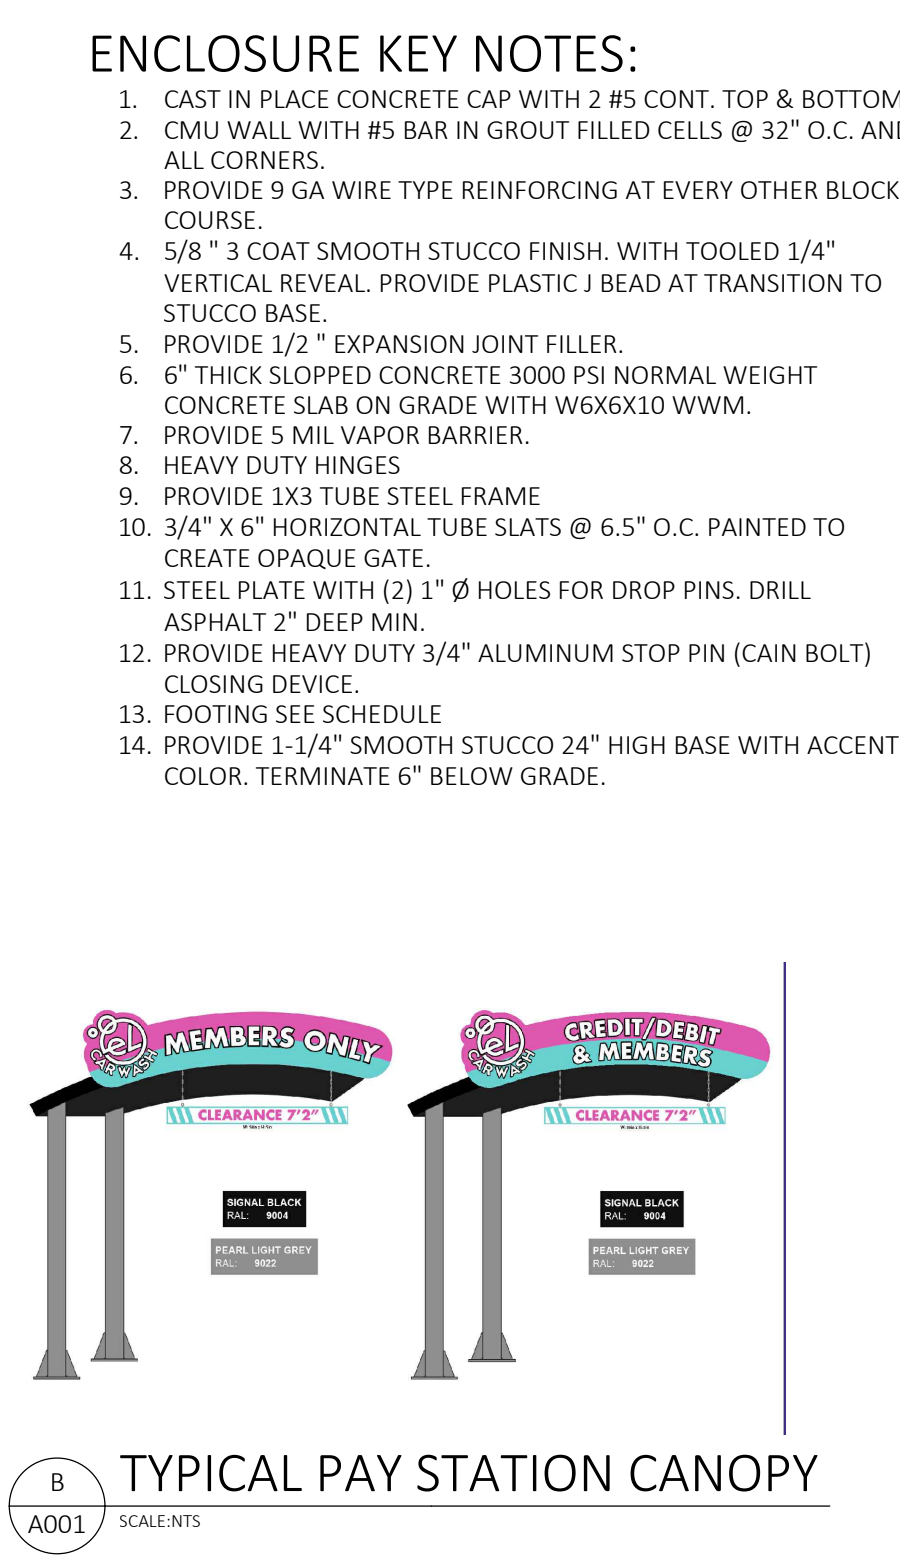 ENCLOSURE KEY NOTES:
1. CAST IN PLACE CONCRETE CAP WITH 2 #5 CONT. TOP & BOTTOM
2. CMU WALL WITH #5 BAR IN GROUT FILLED CELLS @ 32" O.C. AND
ALL CORNERS.
3. PROVIDE 9 GA WIRE TYPE REINFORCING AT EVERY OTHER BLOCK
COURSE.
4. 5/8 " 3 COAT SMOOTH STUCCO FINISH. WITH TOOLED 1/4"
VERTICAL REVEAL. PROVIDE PLASTIC J BEAD AT TRANSITION TO
STUCCO BASE.
5. PROVIDE 1/2 " EXPANSION JOINT FILLER.
6. 6" THICK SLOPPED CONCRETE 3000 PSI NORMAL WEIGHT
CONCRETE SLAB ON GRADE WITH W6X6X10 WWM.
7. PROVIDE 5 MIL VAPOR BARRIER.
8. HEAVY DUTY HINGES
9. PROVIDE 1X3 TUBE STEEL FRAME
10. 3/4" X 6" HORIZONTAL TUBE SLATS @ 6.5" O.C. PAINTED TO
CREATE OPAQUE GATE.
11. STEEL PLATE WITH (2) 1" Ø HOLES FOR DROP PINS. DRILL
ASPHALT 2" DEEP MIN.
12. PROVIDE HEAVY DUTY 3/4" ALUMINUM STOP PIN (CAIN BOLT)
CLOSING DEVICE.
13. FOOTING SEE SCHEDULE
14. PROVIDE 1-1/4" SMOOTH STUCCO 24" HIGH BASE WITH ACCENT
COLOR. TERMINATE 6" BELOW GRADE.
eL
CAR WASH
MEMBERS ONLY
CLEARANCE 7'2"
SIGNAL BLACK
RAL: 9004
PEARL LIGHT GREY
RAL: 9022
eL
CAR WASH
CREDIT/DEBIT
& MEMBERS
CLEARANCE 7'2"
SIGNAL BLACK
RAL: 9004
PEARL LIGHT GREY
RAL: 9022
B
A001
TYPICAL PAY STATION CANOPY
SCALE:NTS